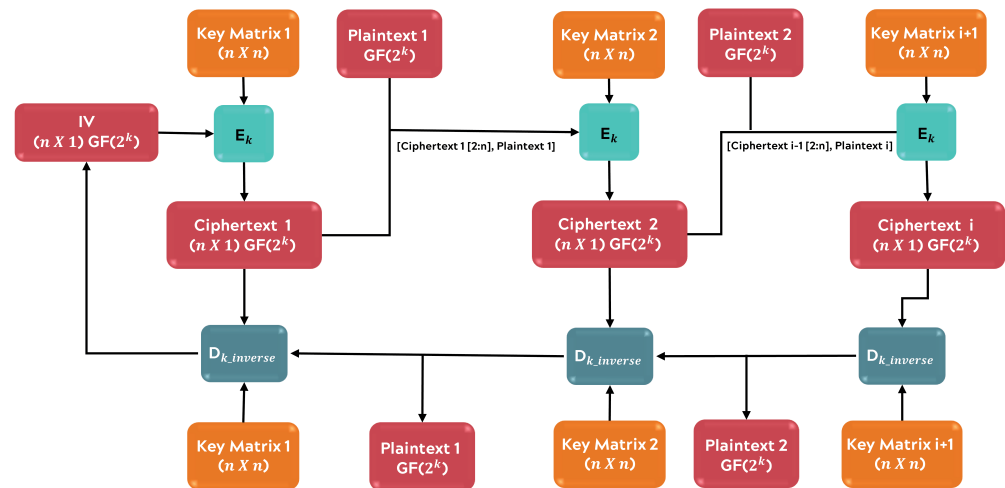 Key Matrix 1
(n X n)
Plaintext 1
GF(2^k)
Key Matrix 2
(n X n)
Plaintext 2
GF(2^k)
Key Matrix i+1
(n X n)
IV
(n X 1) GF(2^k)
E_k
E_k
E_k
[Ciphertext 1 [2:n], Plaintext 1]
[Ciphertext i-1 [2:n], Plaintext i]
Ciphertext 1
(n X 1) GF(2^k)
Ciphertext 2
(n X 1) GF(2^k)
Ciphertext i
(n X 1) GF(2^k)
D_k_inverse
D_k_inverse
D_k_inverse
Key Matrix 1
(n X n)
Plaintext 1
GF(2^k)
Key Matrix 2
(n X n)
Plaintext 2
GF(2^k)
Key Matrix i+1
(n X n)